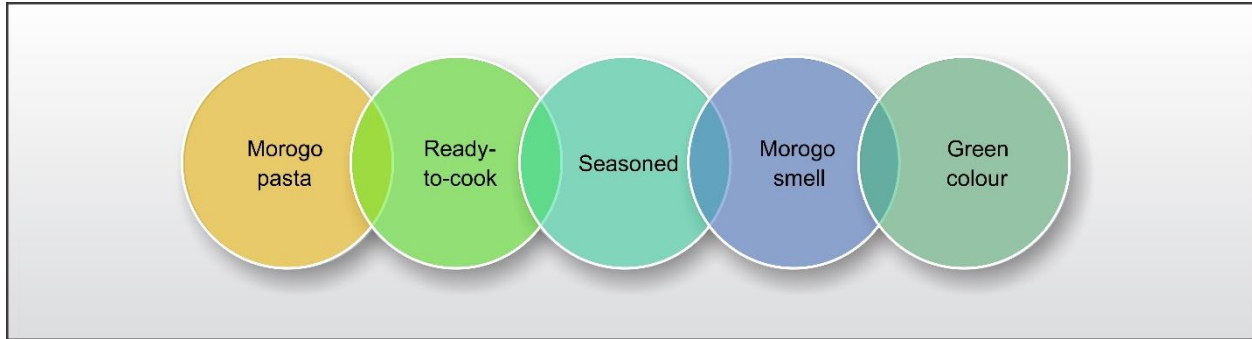 Morogo
pasta
Ready-
to-cook
Seasoned
Morogo
smell
Green
colour